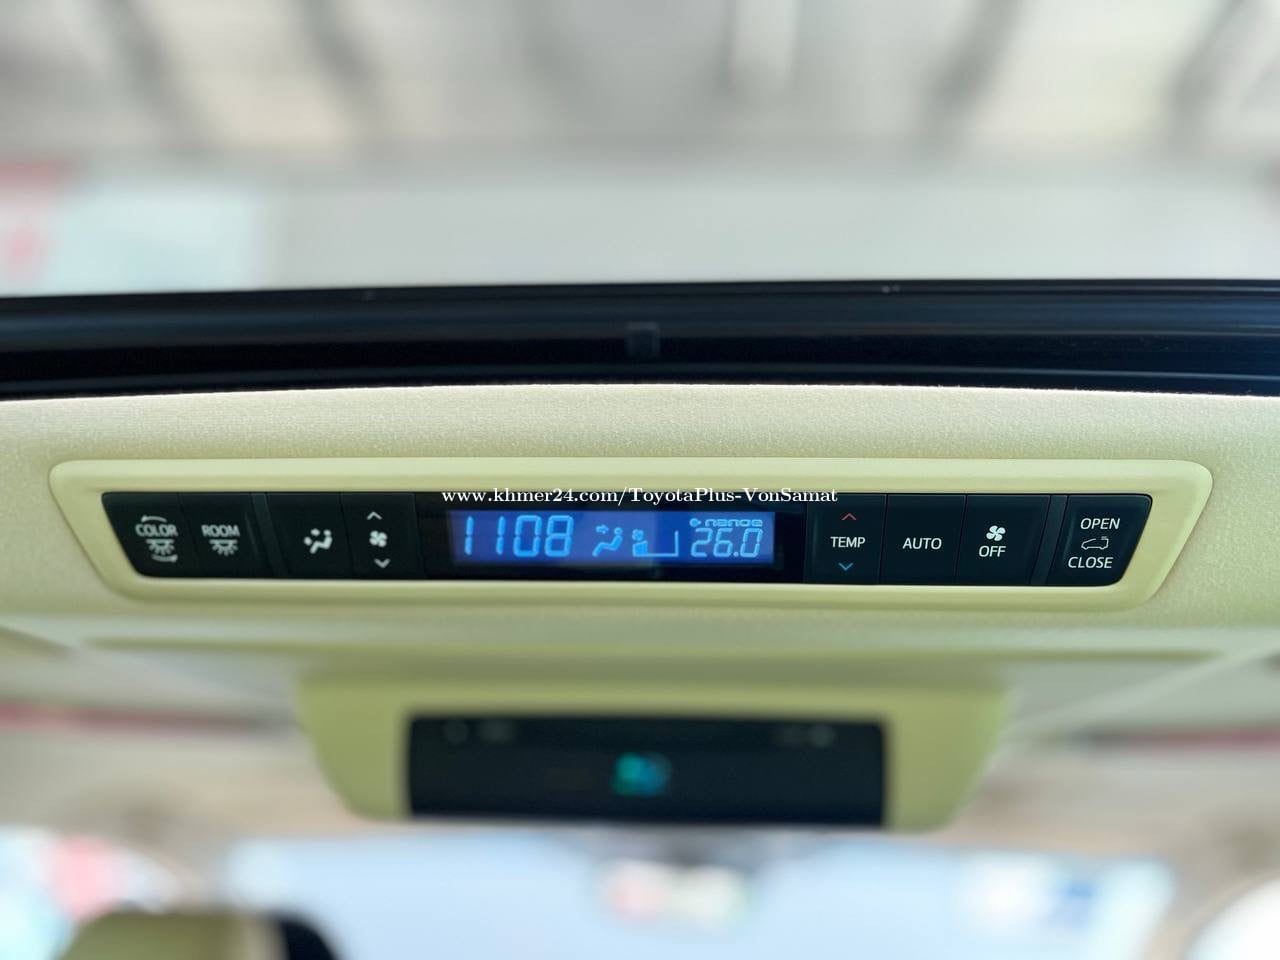 www.khmer24.com/ToyotaPlus-VonSamat
COLOR
ROOM
1108
nanoe
26.0
TEMP
AUTO
OFF
OPEN
CLOSE